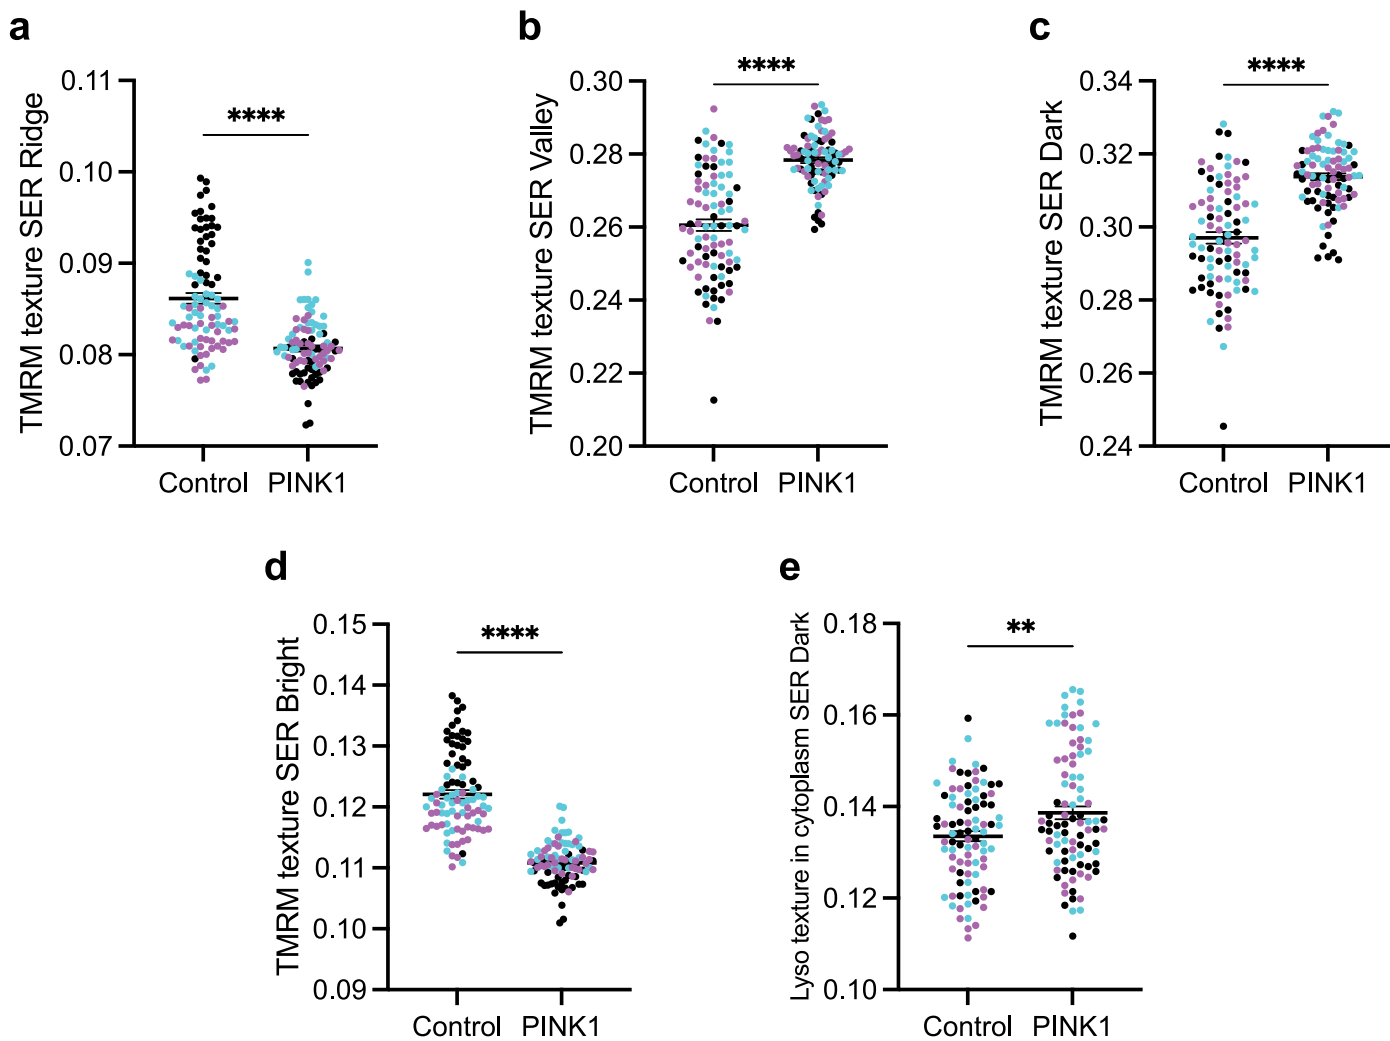 a
TMRM texture SER Ridge
0.11
0.10
0.09
0.08
0.07
****
Control PINK1
b
TMRM texture SER Valley
0.30
0.28
0.26
0.24
0.22
0.20
****
Control PINK1
c
TMRM texture SER Dark
0.34
0.32
0.30
0.28
0.26
0.24
****
Control PINK1
d
TMRM texture SER Bright
0.15
0.14
0.13
0.12
0.11
0.10
0.09
****
Control PINK1
e
Lyso texture in cytoplasm SER Dark
0.18
0.16
0.14
0.12
0.10
**
Control PINK1